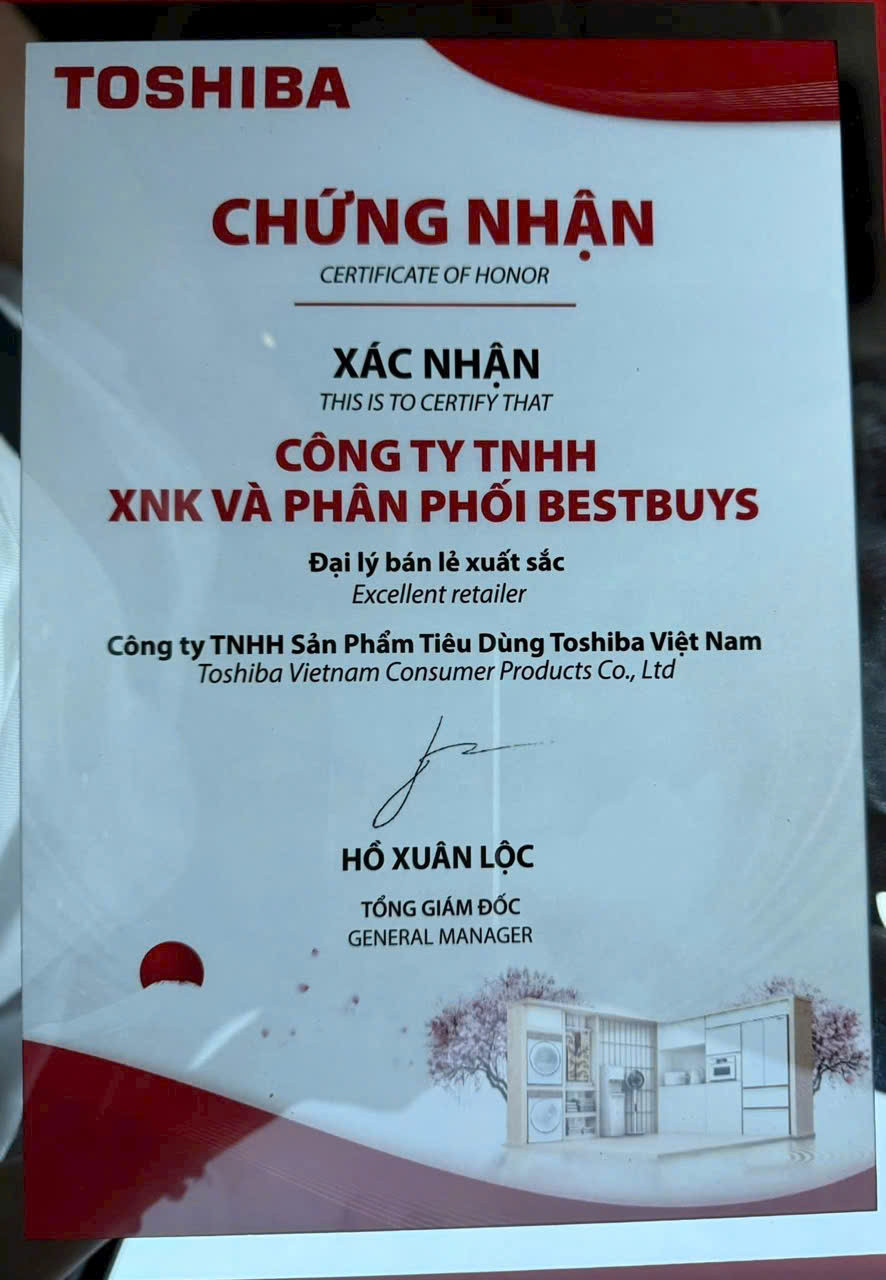 TOSHIBA
CHỨNG NHẬN
CERTIFICATE OF HONOR
XÁC NHẬN
THIS IS TO CERTIFY THAT
CÔNG TY TNHH
XNK VÀ PHÂN PHỐI BESTBUYS
Đại lý bán lẻ xuất sắc
Excellent retailer
Công ty TNHH Sản Phẩm Tiêu Dùng Toshiba Việt Nam
Toshiba Vietnam Consumer Products Co., Ltd
HỒ XUÂN LỘC
TỔNG GIÁM ĐỐC
GENERAL MANAGER